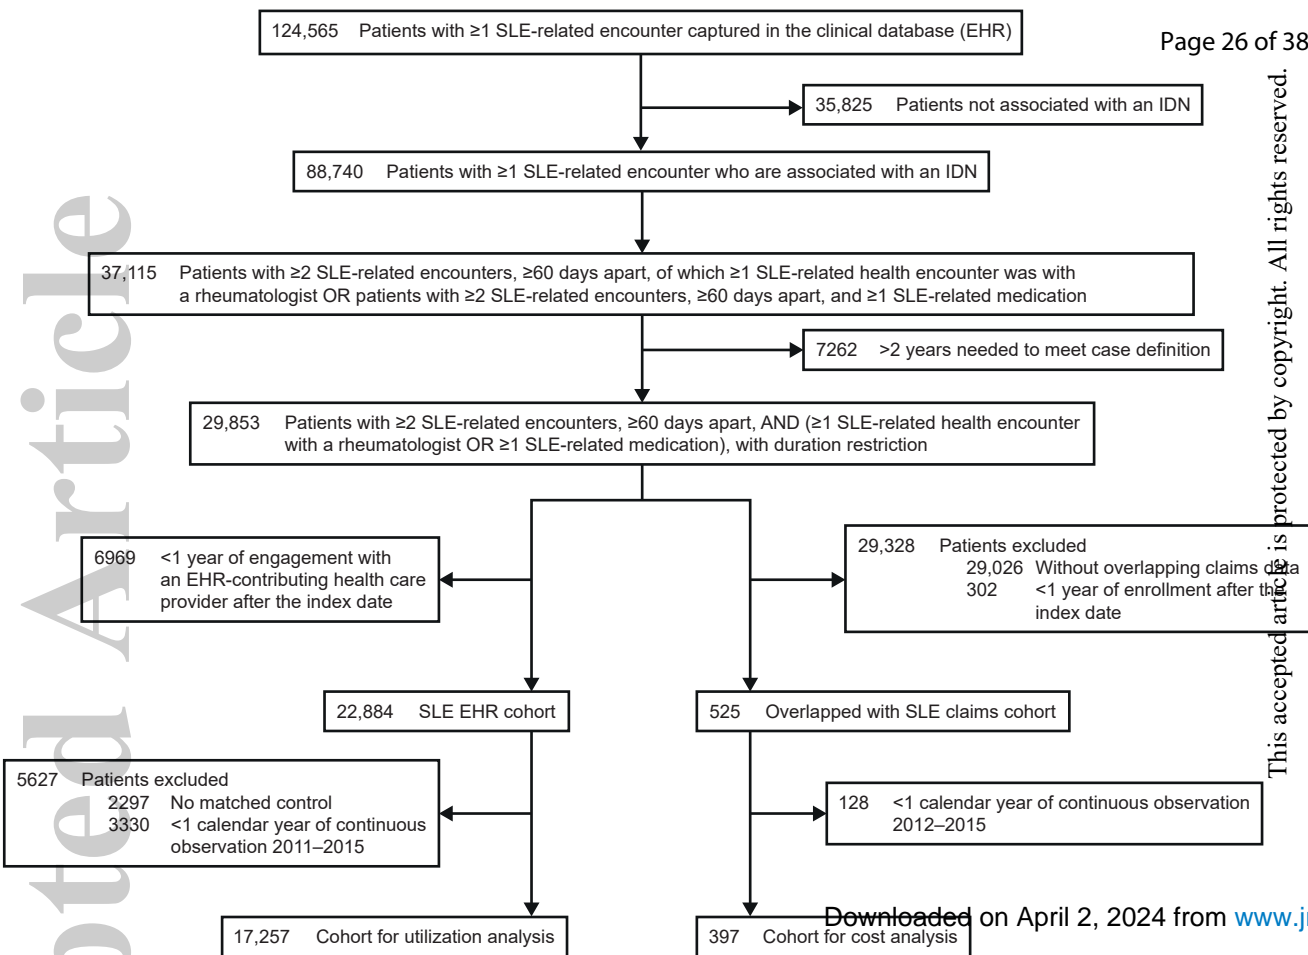 Page 26 of 38
124,565 Patients with ≥1 SLE-related encounter captured in the clinical database (EHR)
35,825 Patients not associated with an IDN
88,740 Patients with ≥1 SLE-related encounter who are associated with an IDN
37,115 Patients with ≥2 SLE-related encounters, ≥60 days apart, of which ≥1 SLE-related health encounter was with
a rheumatologist OR patients with ≥2 SLE-related encounters, ≥60 days apart, and ≥1 SLE-related medication
7262 >2 years needed to meet case definition
29,853 Patients with ≥2 SLE-related encounters, ≥60 days apart, AND (≥1 SLE-related health encounter
with a rheumatologist OR ≥1 SLE-related medication), with duration restriction
6969 <1 year of engagement with
an EHR-contributing health care
provider after the index date
29,328 Patients excluded
29,026 Without overlapping claims data
302 <1 year of enrollment after the
index date
22,884 SLE EHR cohort
525 Overlapped with SLE claims cohort
5627 Patients excluded
2297 No matched control
3330 <1 calendar year of continuous
observation 2011–2015
128 <1 calendar year of continuous observation
2012–2015
17,257 Cohort for utilization analysis
397 Cohort for cost analysis
Downloaded on April 2, 2024 from www.j
This accepted article is protected by copyright. All rights reserved.
pted Article